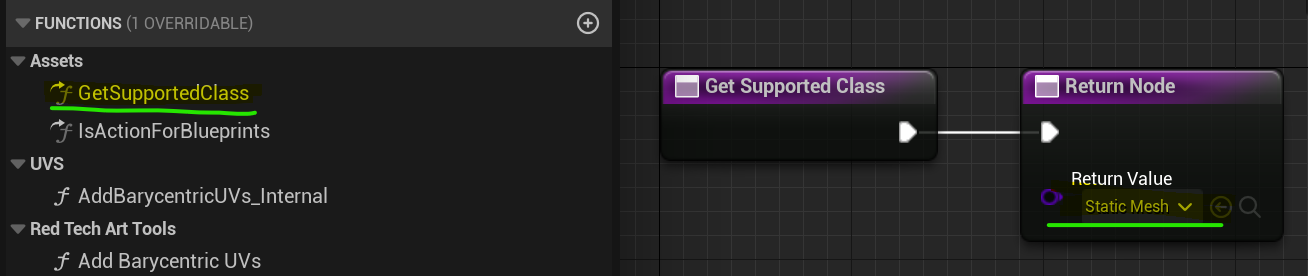 FUNCTIONS (1 OVERRIDABLE)
Assets
GetSupportedClass
IsActionForBlueprints
UVS
AddBarycentricUVs_Internal
Red Tech Art Tools
Add Barycentric UVs
Get Supported Class
Return Node
Return Value
Static Mesh